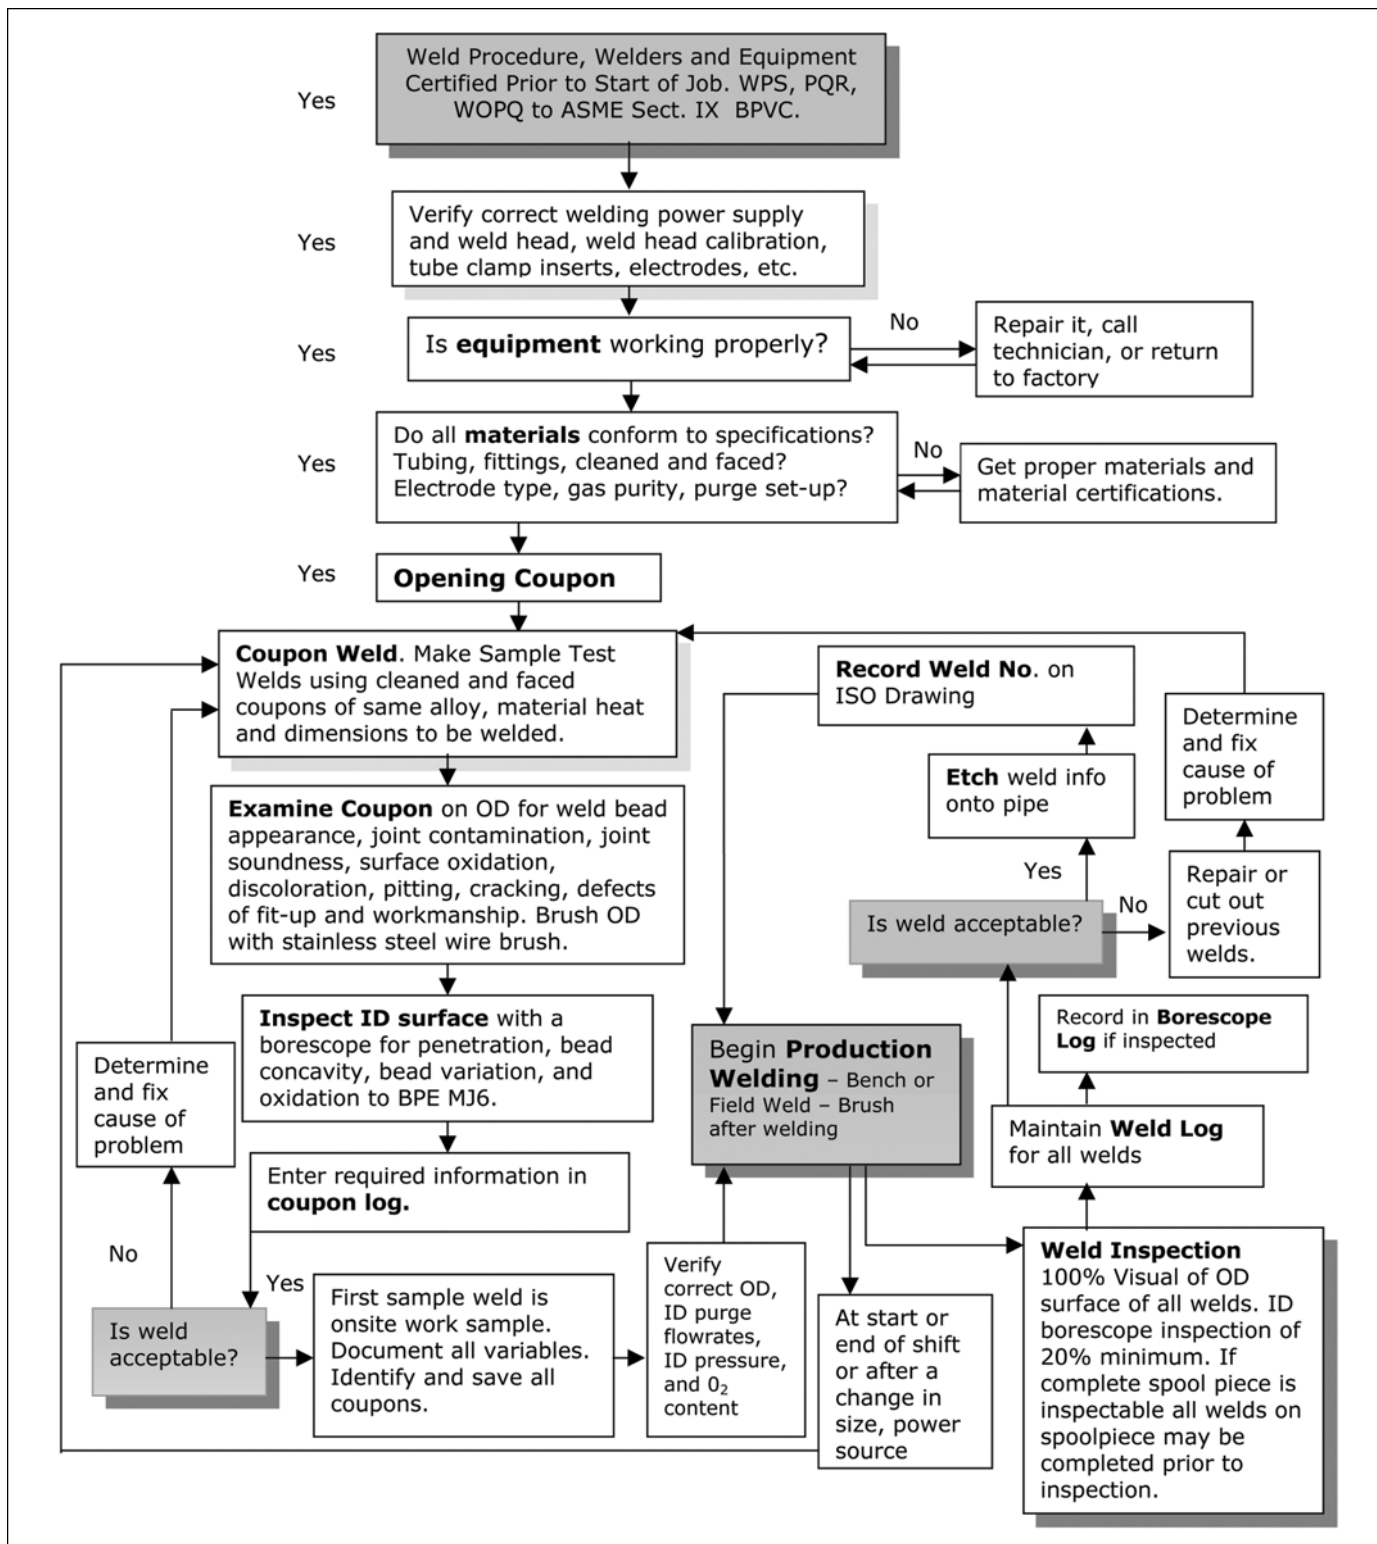 Weld Procedure, Welders and Equipment
Certified Prior to Start of Job. WPS, PQR,
WOPQ to ASME Sect. IX BPVC.
Yes
Verify correct welding power supply
and weld head, weld head calibration,
tube clamp inserts, electrodes, etc.
Yes
Is equipment working properly?
Yes
No
Repair it, call
technician, or return
to factory
Do all materials conform to specifications?
Tubing, fittings, cleaned and faced?
Electrode type, gas purity, purge set-up?
Yes
No
Get proper materials and
material certifications.
Yes
Opening Coupon
Coupon Weld. Make Sample Test
Welds using cleaned and faced
coupons of same alloy, material heat
and dimensions to be welded.
Examine Coupon on OD for weld bead
appearance, joint contamination, joint
soundness, surface oxidation,
discoloration, pitting, cracking, defects
of fit-up and workmanship. Brush OD
with stainless steel wire brush.
Inspect ID surface with a
borescope for penetration, bead
concavity, bead variation, and
oxidation to BPE MJ6.
Enter required information in
coupon log.
Determine
and fix
cause of
problem
No
Is weld
acceptable?
Yes
First sample weld is
onsite work sample.
Document all variables.
Identify and save all
coupons.
Verify
correct OD,
ID purge
flowrates,
ID pressure,
and 0₂
content
Begin Production
Welding – Bench or
Field Weld – Brush
after welding
At start or
end of shift
or after a
change in
size, power
source
Weld Inspection
100% Visual of OD
surface of all welds. ID
borescope inspection of
20% minimum. If
complete spool piece is
inspectable all welds on
spoolpiece may be
completed prior to
inspection.
Maintain Weld Log
for all welds
Record in Borescope
Log if inspected
Is weld acceptable?
Yes
No
Etch weld info
onto pipe
Record Weld No. on
ISO Drawing
Repair or
cut out
previous
welds.
Determine
and fix
cause of
problem